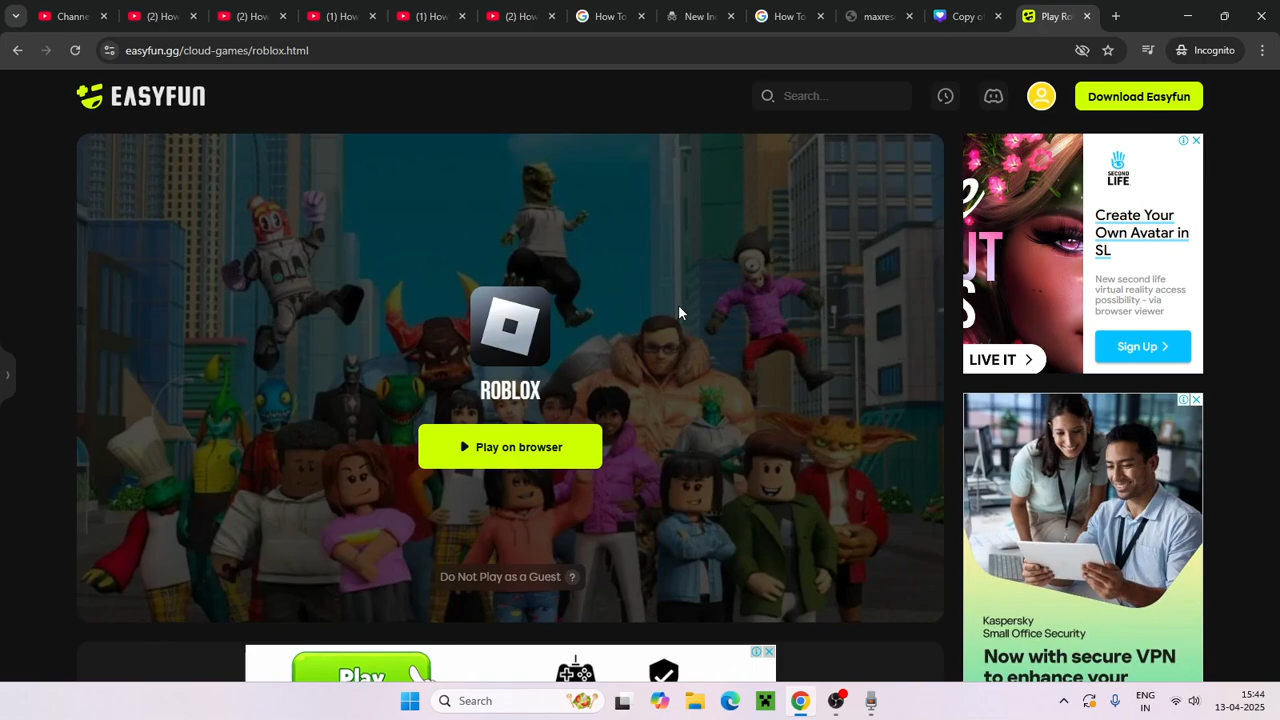 Channe
(2) How
(2) How
(1) How
(1) How
(2) How
How To
New Inc
How To
maxres
Copy of
Play Ro
easyfun.gg/cloud-games/roblox.html
Incognito
EASYFUN
Search...
Download Easyfun
SECOND
LIFE
Create Your
Own Avatar in
SL
New second life
virtual reality access
possibility - via
browser viewer
Sign Up
LIVE IT
ROBLOX
Play on browser
Do Not Play as a Guest ?
Kaspersky
Small Office Security
Now with secure VPN
to enhance your
Play
Search
ENG
IN
15:44
13-04-2025